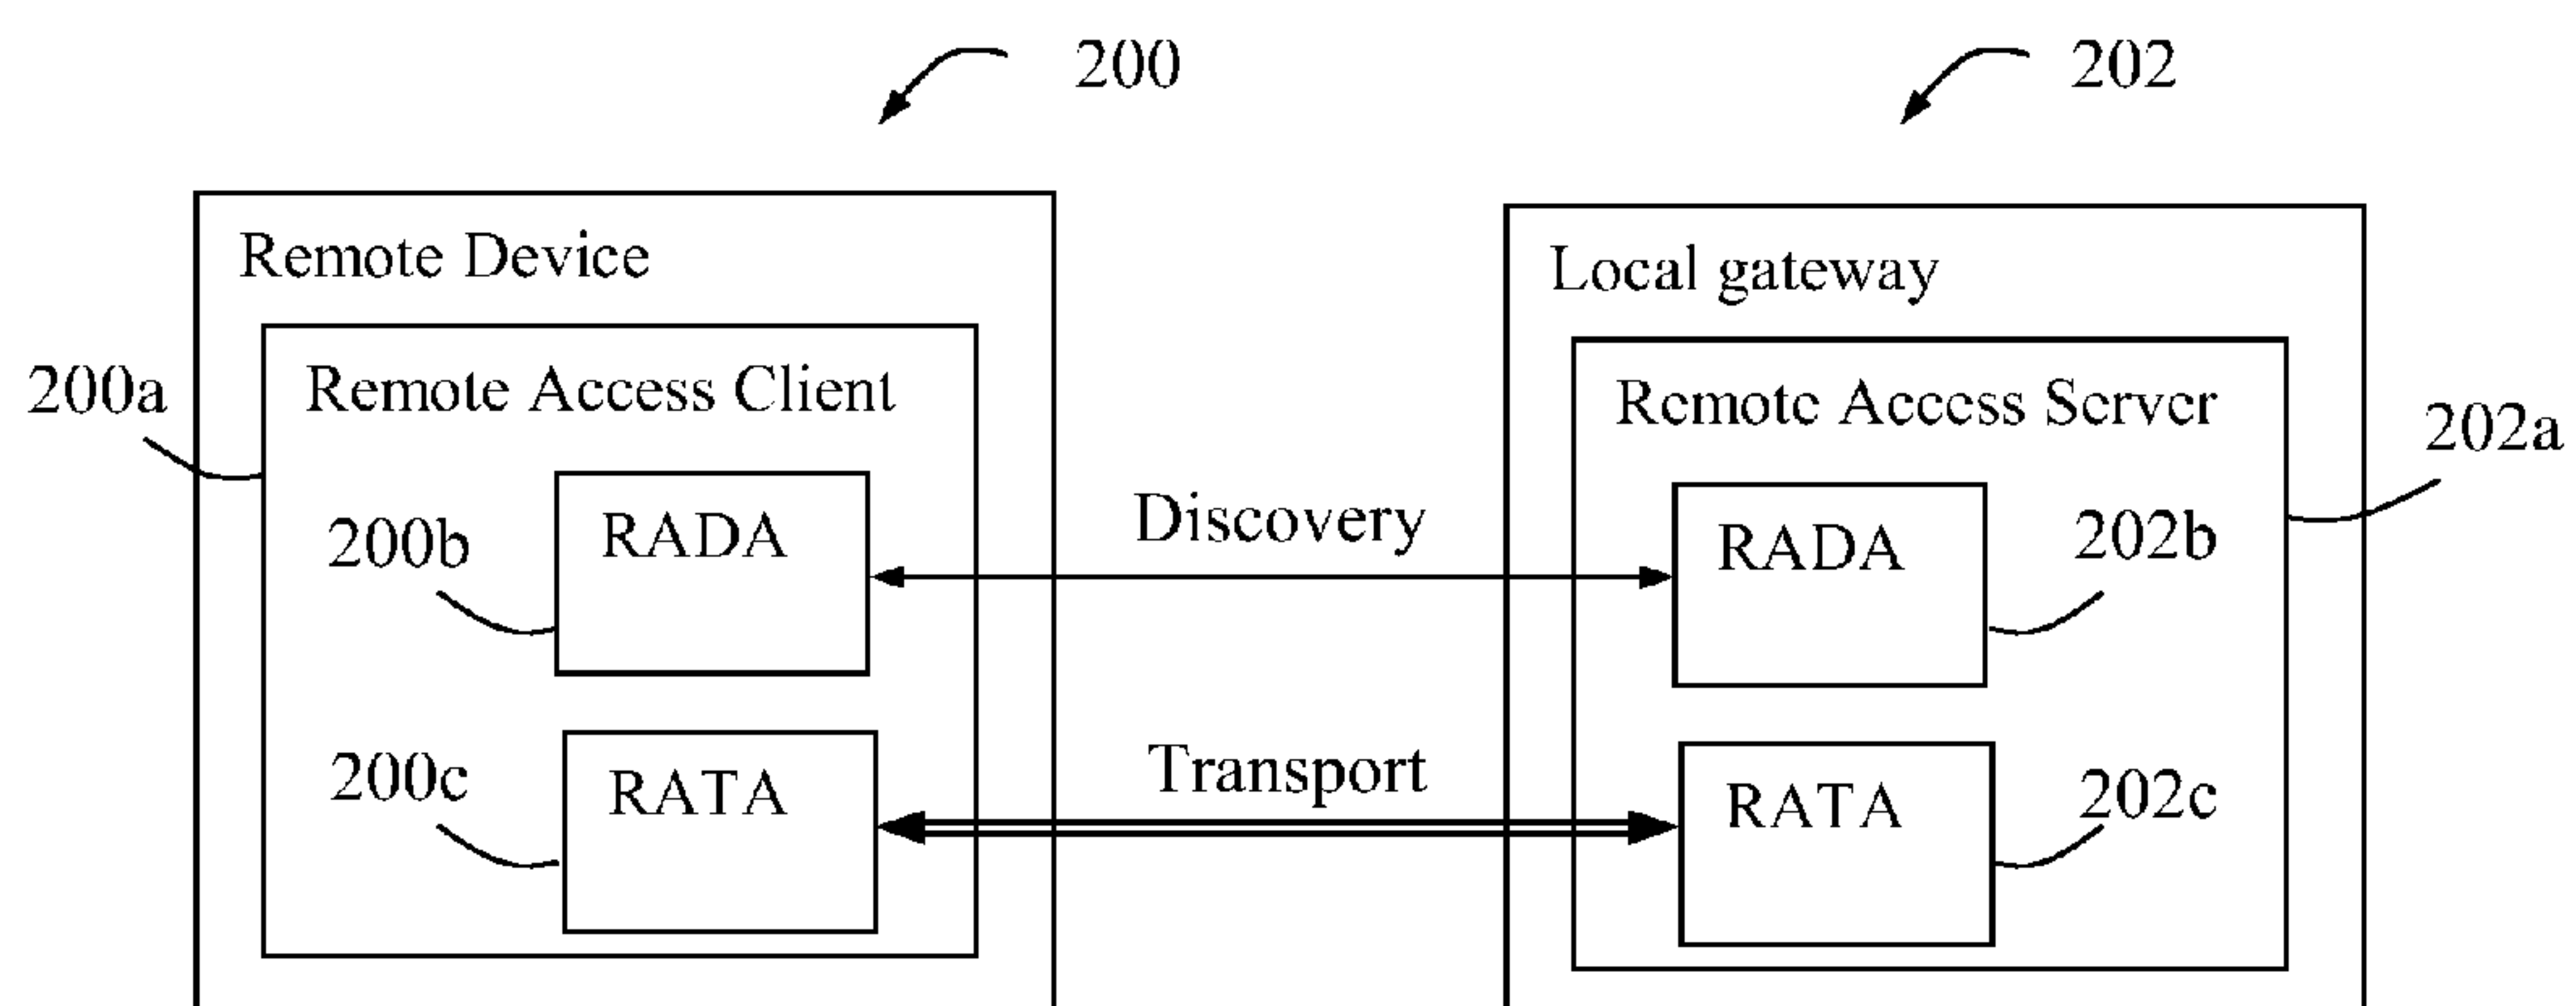 200
202
Remote Device
Local gateway
200a
Remote Access Client
Remote Access Server
202a
200b
RADA
Discovery
RADA
202b
200c
RATA
Transport
RATA
202c